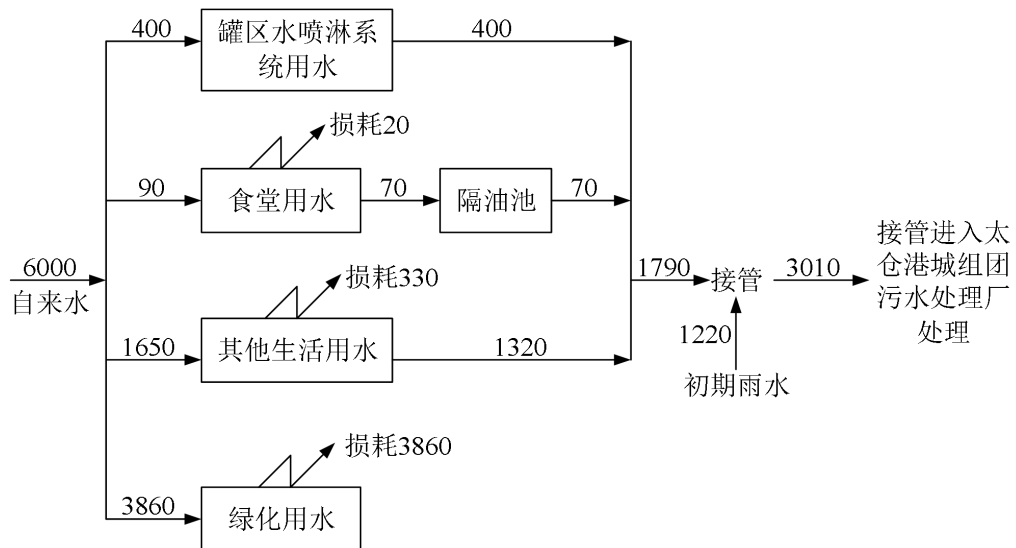 400
罐区水喷淋系
统用水
400
损耗20
90
食堂用水
70
隔油池
70
6000
自来水
损耗330
1650
其他生活用水
1320
1790
接管
3010
接管进入太
仓港城组团
污水处理厂
处理
1220
初期雨水
损耗3860
3860
绿化用水